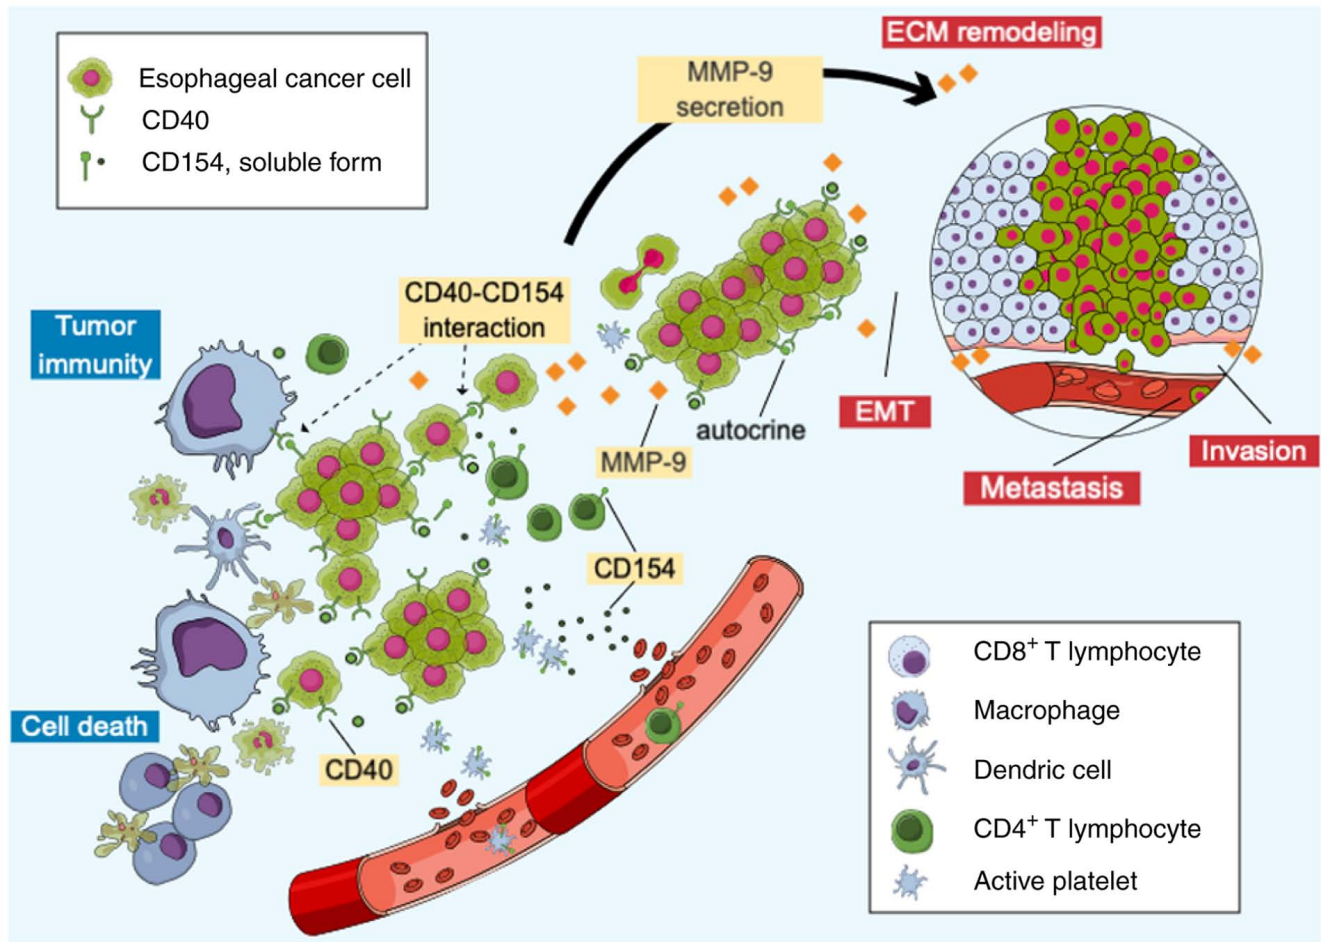 ECM remodeling
MMP-9
secretion
Esophageal cancer cell
CD40
CD154, soluble form
CD40-CD154
interaction
Tumor
immunity
autocrine
EMT
MMP-9
Invasion
Metastasis
CD154
Cell death
CD40
CD8+ T lymphocyte
Macrophage
Dendric cell
CD4+ T lymphocyte
Active platelet